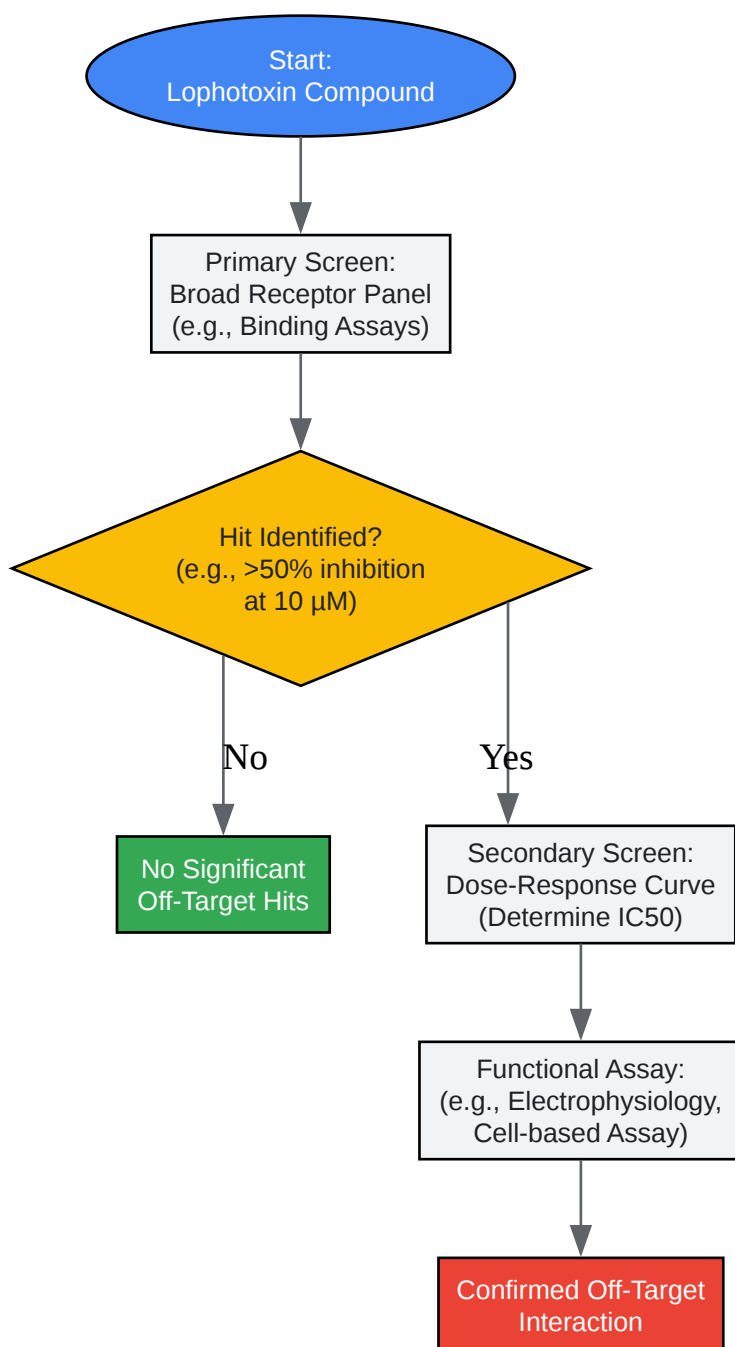 Start:
Lophotoxin Compound
Primary Screen:
Broad Receptor Panel
(e.g., Binding Assays)
Hit Identified?
(e.g., >50% inhibition
at 10 µM)
No
Yes
No Significant
Off-Target Hits
Secondary Screen:
Dose-Response Curve
(Determine IC50)
Functional Assay:
(e.g., Electrophysiology,
Cell-based Assay)
Confirmed Off-Target
Interaction